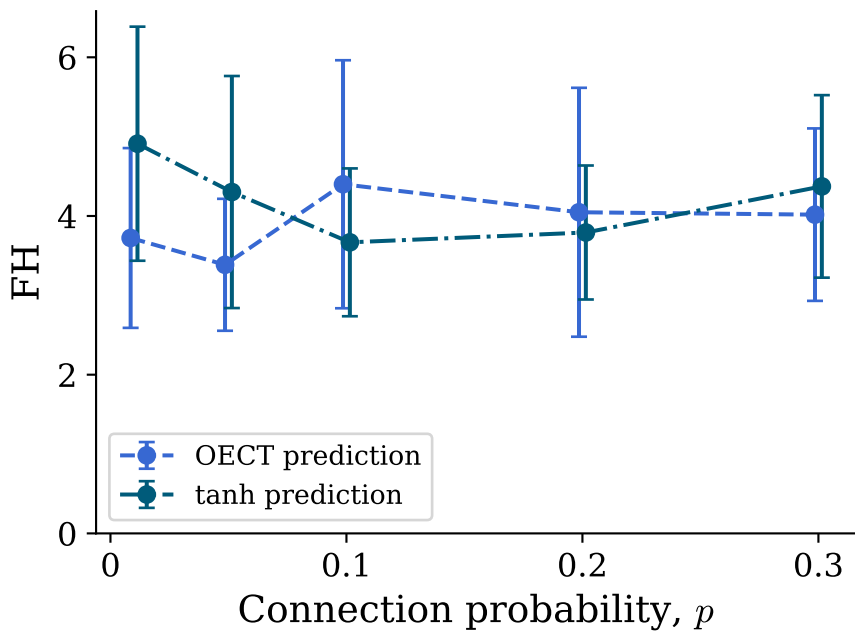 6
4
2
0
FH
OECT prediction
tanh prediction
0 0.1 0.2 0.3
Connection probability, p